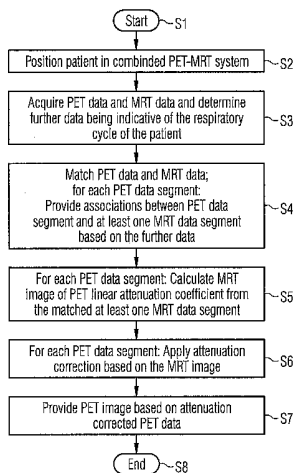 Start
S1
Position patient in combinded PET-MRT system
S2
Acquire PET data and MRT data and determine
further data being indicative of the respiratory
cycle of the patient
S3
Match PET data and MRT data;
for each PET data segment:
Provide associations between PET data
segment and at least one MRT data segment
based on the further data
S4
For each PET data segment: Calculate MRT
image of PET linear attenuation coefficient from
the matched at least one MRT data segment
S5
For each PET data segment: Apply attenuation
correction based on the MRT image
S6
Provide PET image based on attenuation
corrected PET data
S7
End
S8